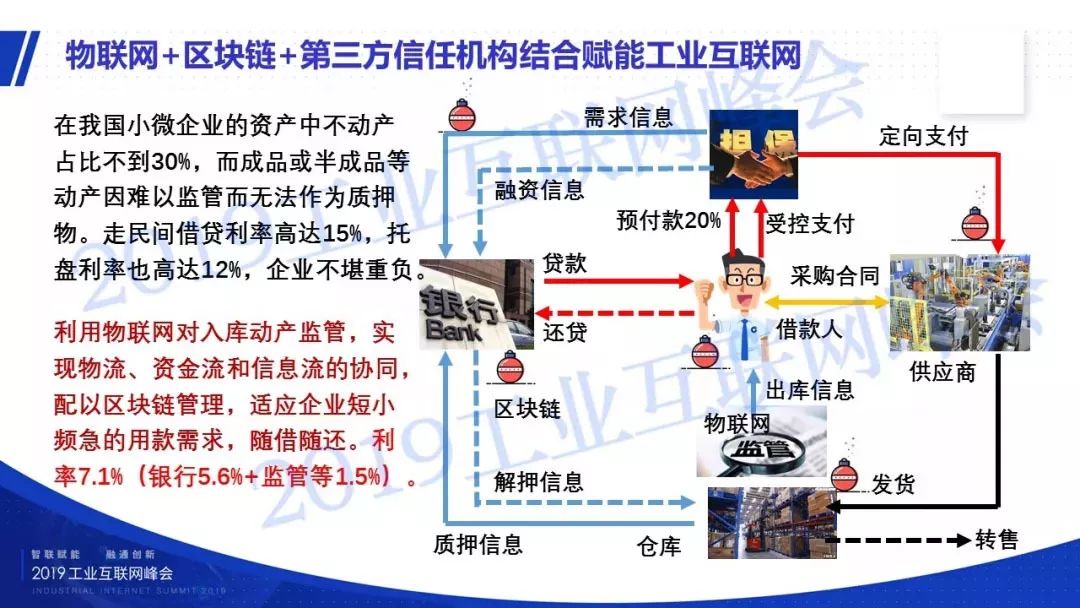 物联网+区块链+第三方信任机构结合赋能工业互联网
在我国小微企业的资产中不动产
占比不到30%，而成品或半成品等
动产因难以监管而无法作为质押
物。走民间借贷利率高达15%，托
盘利率也高达12%，企业不堪重负。
利用物联网对入库动产监管，实
现物流、资金流和信息流的协同，
配以区块链管理，适应企业短小
频急的用款需求，随借随还。利
率7.1%（银行5.6%+监管等1.5%）。
需求信息
担保
定向支付
融资信息
预付款20%
受控支付
贷款
采购合同
银行
Bank
还贷
借款人
供应商
区块链
出库信息
物联网
监管
解押信息
发货
质押信息
仓库
转售
智联赋能 融通创新
2019工业互联网峰会
INDUSTRIAL INTERNET SUMMIT 2019
2019工业互联网峰会
2019工业互联网峰会